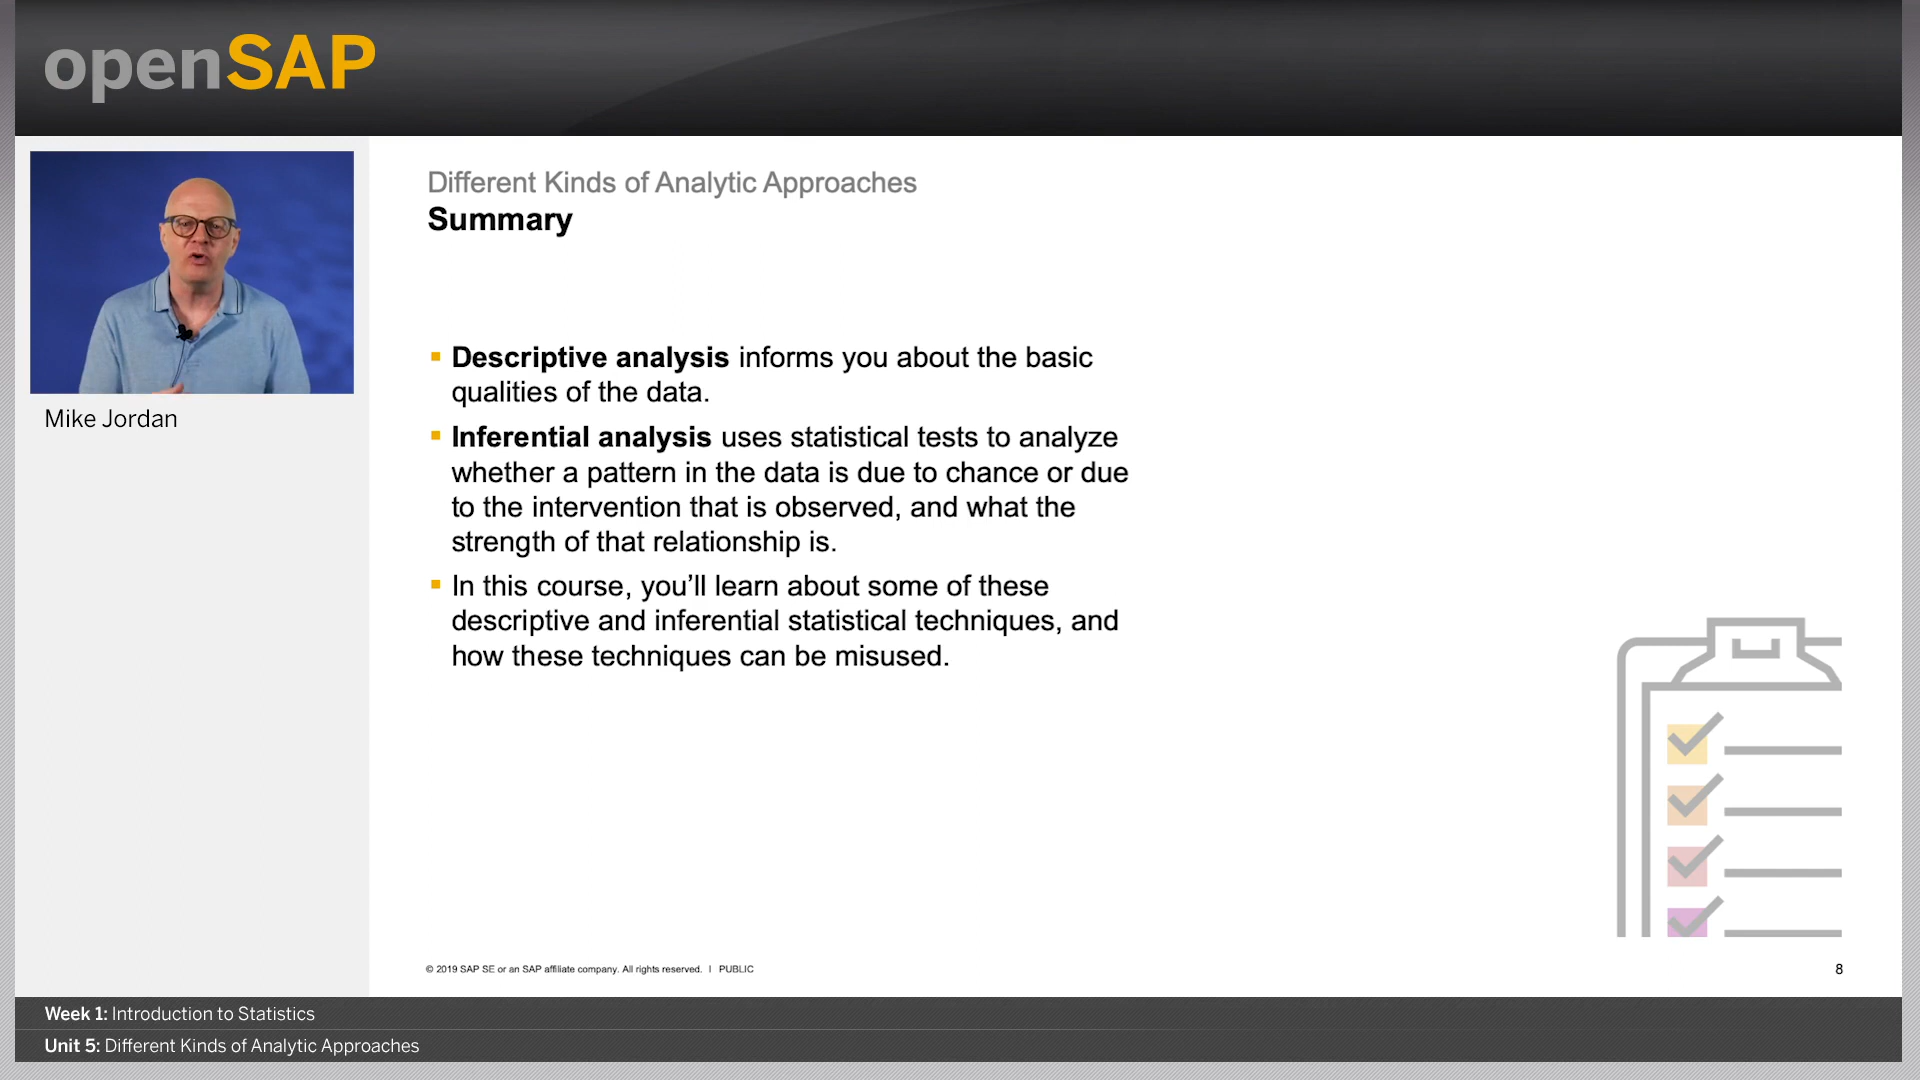 openSAP
Mike Jordan
Different Kinds of Analytic Approaches
Summary
Descriptive analysis informs you about the basic
qualities of the data.
Inferential analysis uses statistical tests to analyze
whether a pattern in the data is due to chance or due
to the intervention that is observed, and what the
strength of that relationship is.
In this course, you’ll learn about some of these
descriptive and inferential statistical techniques, and
how these techniques can be misused.
© 2019 SAP SE or an SAP affiliate company. All rights reserved. | PUBLIC
8
Week 1: Introduction to Statistics
Unit 5: Different Kinds of Analytic Approaches